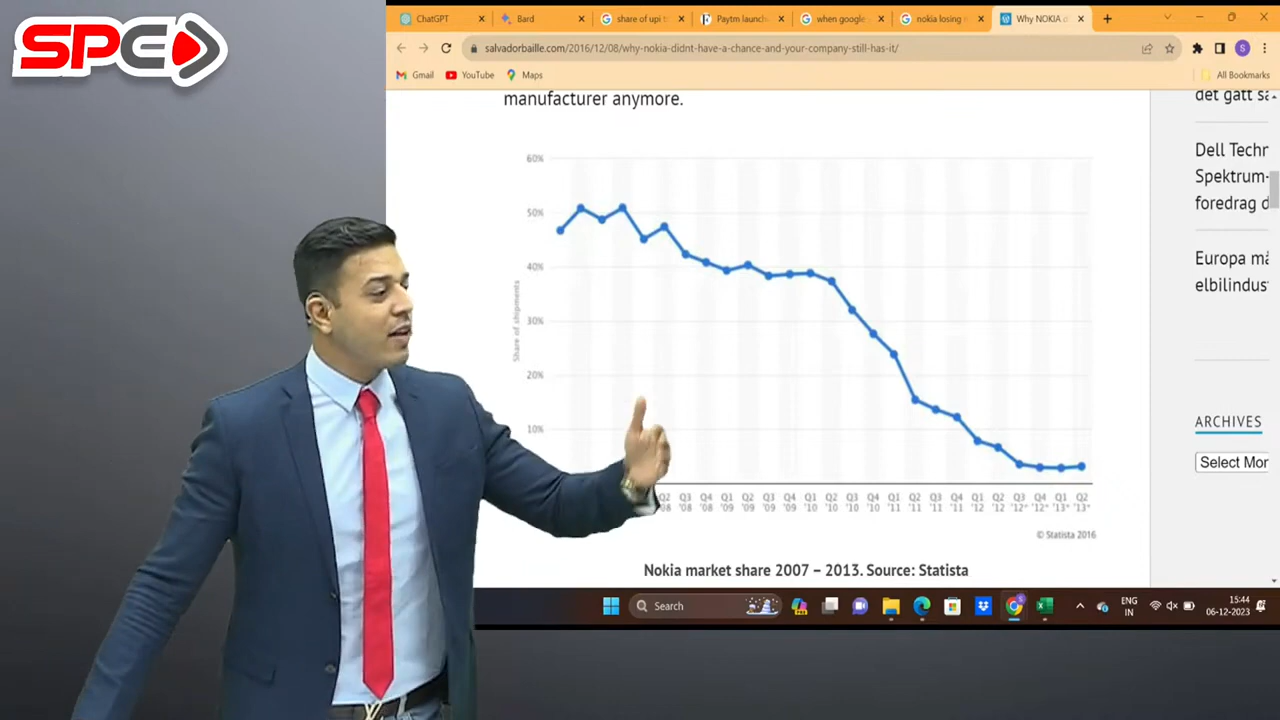 SPE
ChatGPT
Bard
share of upi t
Paytm launch
when google
nokia losing m
Why NOKIA d
salvadorbaille.com/2016/12/08/why-nokia-didnt-have-a-chance-and-your-company-still-has-it/
Gmail
YouTube
Maps
All Bookmarks
manufacturer anymore.
det gått så
Dell Techn
Spektrum-
foredrag d
Europa må
elbilindus
ARCHIVES
Select Mor
60%
50%
40%
30%
20%
10%
Share of shipments
Q2 '08
Q3 '08
Q4 '08
Q1 '09
Q2 '09
Q3 '09
Q4 '09
Q1 '10
Q2 '10
Q3 '10
Q4 '10
Q1 '11
Q2 '11
Q3 '11
Q4 '11
Q1 '12
Q2 '12
Q3 '12*
Q4 '12*
Q1 '13*
Q2 '13*
© Statista 2016
Nokia market share 2007 – 2013. Source: Statista
Search
ENG
IN
15:44
06-12-2023